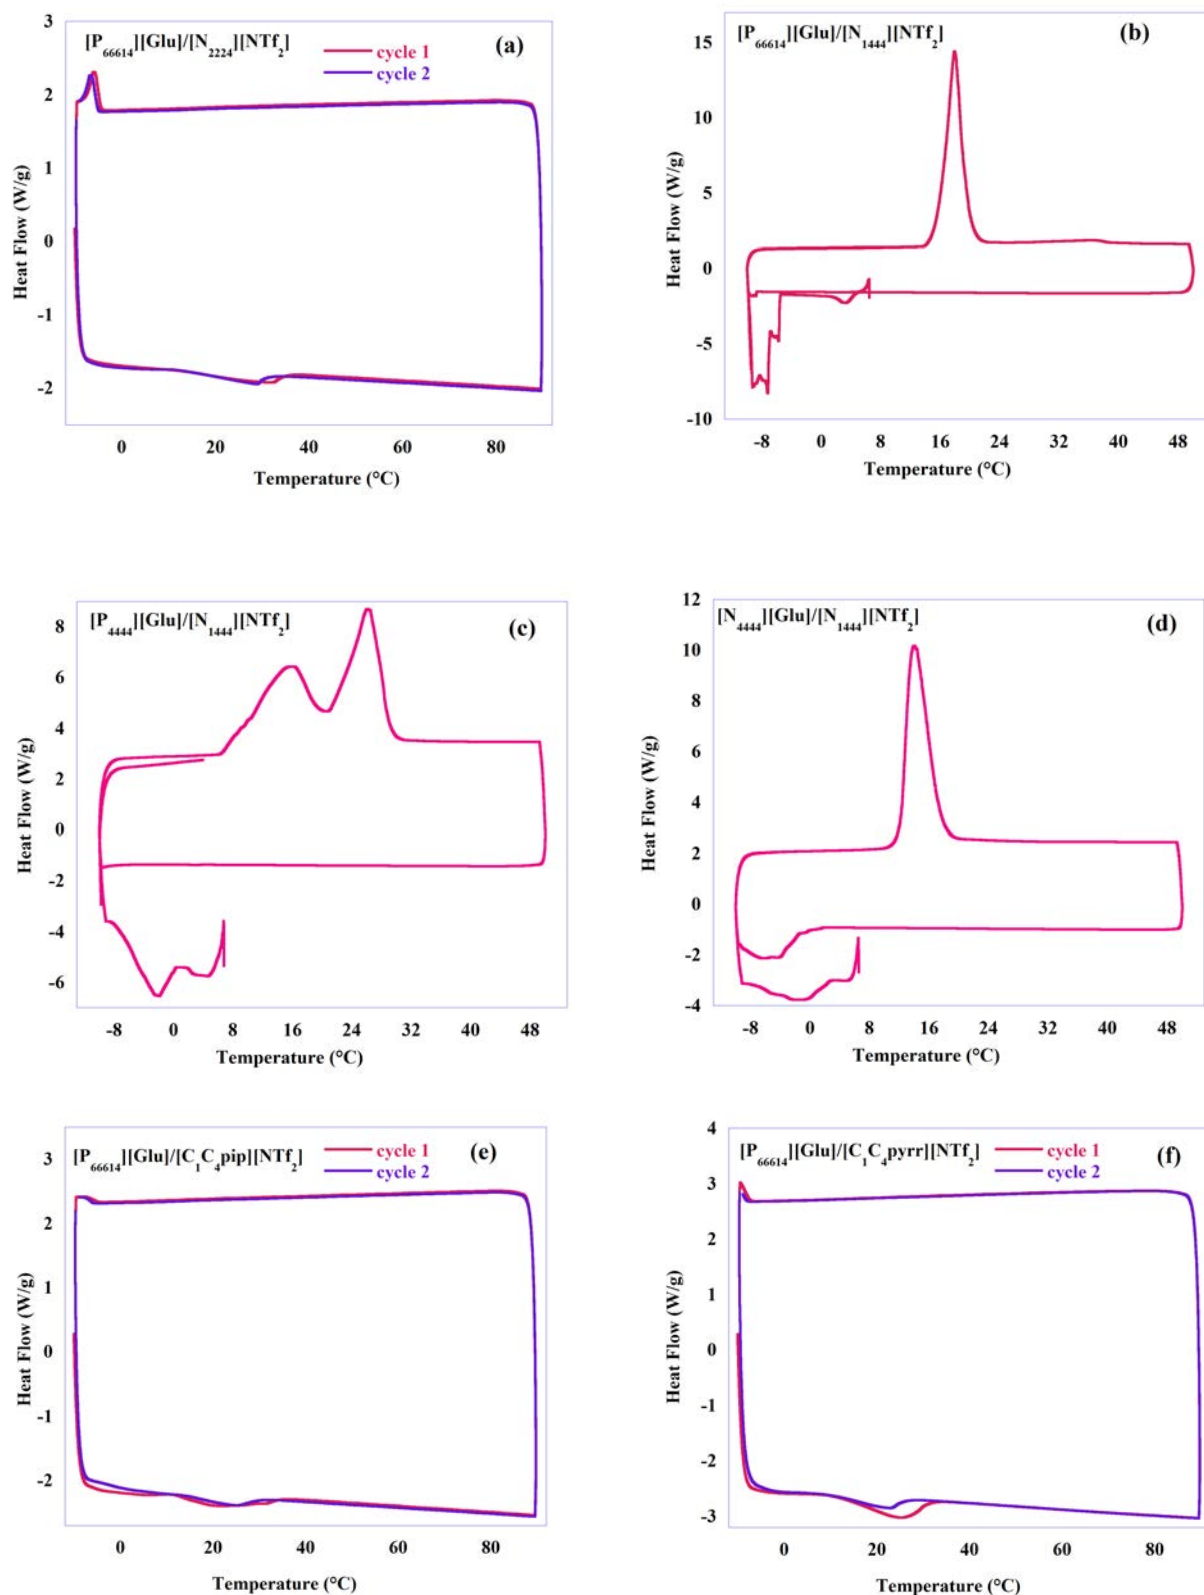 [P₆₆₆₁₄][Glu]/[N₂₂₂₄][NTf₂]
(a)
cycle 1
cycle 2
3
2
1
0
-1
-2
Heat Flow (W/g)
0 20 40 60 80
Temperature (°C)
[P₆₆₆₁₄][Glu]/[N₁₄₄₄][NTf₂]
(b)
15
10
5
0
-5
-10
Heat Flow (W/g)
-8 0 8 16 24 32 40 48
Temperature (°C)
[P₄₄₄₄][Glu]/[N₁₄₄₄][NTf₂]
(c)
8
6
4
2
0
-2
-4
-6
Heat Flow (W/g)
-8 0 8 16 24 32 40 48
Temperature (°C)
[N₄₄₄₄][Glu]/[N₁₄₄₄][NTf₂]
(d)
12
10
8
6
4
2
0
-2
-4
Heat Flow (W/g)
-8 0 8 16 24 32 40 48
Temperature (°C)
[P₆₆₆₁₄][Glu]/[C₁C₄pip][NTf₂]
(e)
cycle 1
cycle 2
3
2
1
0
-1
-2
Heat Flow (W/g)
0 20 40 60 80
Temperature (°C)
[P₆₆₆₁₄][Glu]/[C₁C₄pyrr][NTf₂]
(f)
cycle 1
cycle 2
4
3
2
1
0
-1
-2
-3
Heat Flow (W/g)
0 20 40 60 80
Temperature (°C)